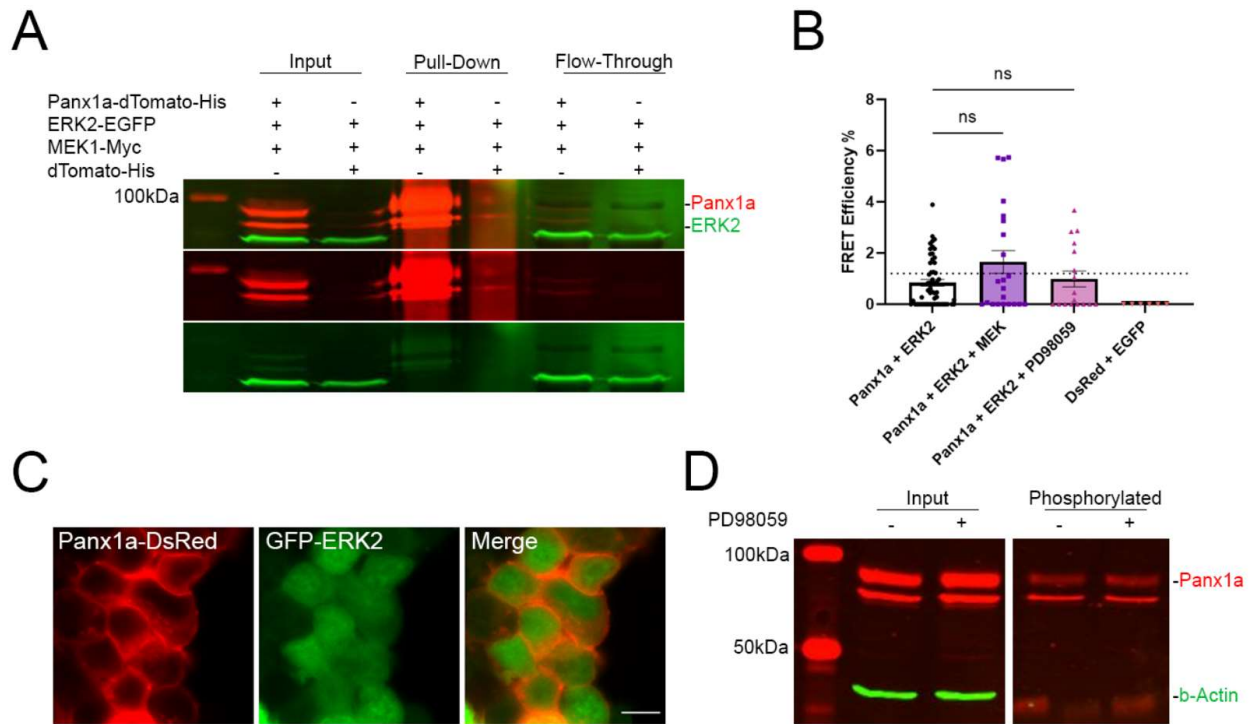 A
Input Pull-Down Flow-Through
Panx1a-dTomato-His + - + - + -
ERK2-EGFP + + + + + +
MEK1-Myc + + + + + +
dTomato-His - + - + - +
100kDa
-Panx1a
-ERK2
B
ns
ns
FRET Efficiency %
8
6
4
2
0
Panx1a + ERK2
Panx1a + ERK2 + MEK
Panx1a + ERK2 + PD98059
DsRed + EGFP
C
Panx1a-DsRed GFP-ERK2 Merge
D
Input Phosphorylated
PD98059 - + - +
100kDa
-Panx1a
50kDa
-b-Actin